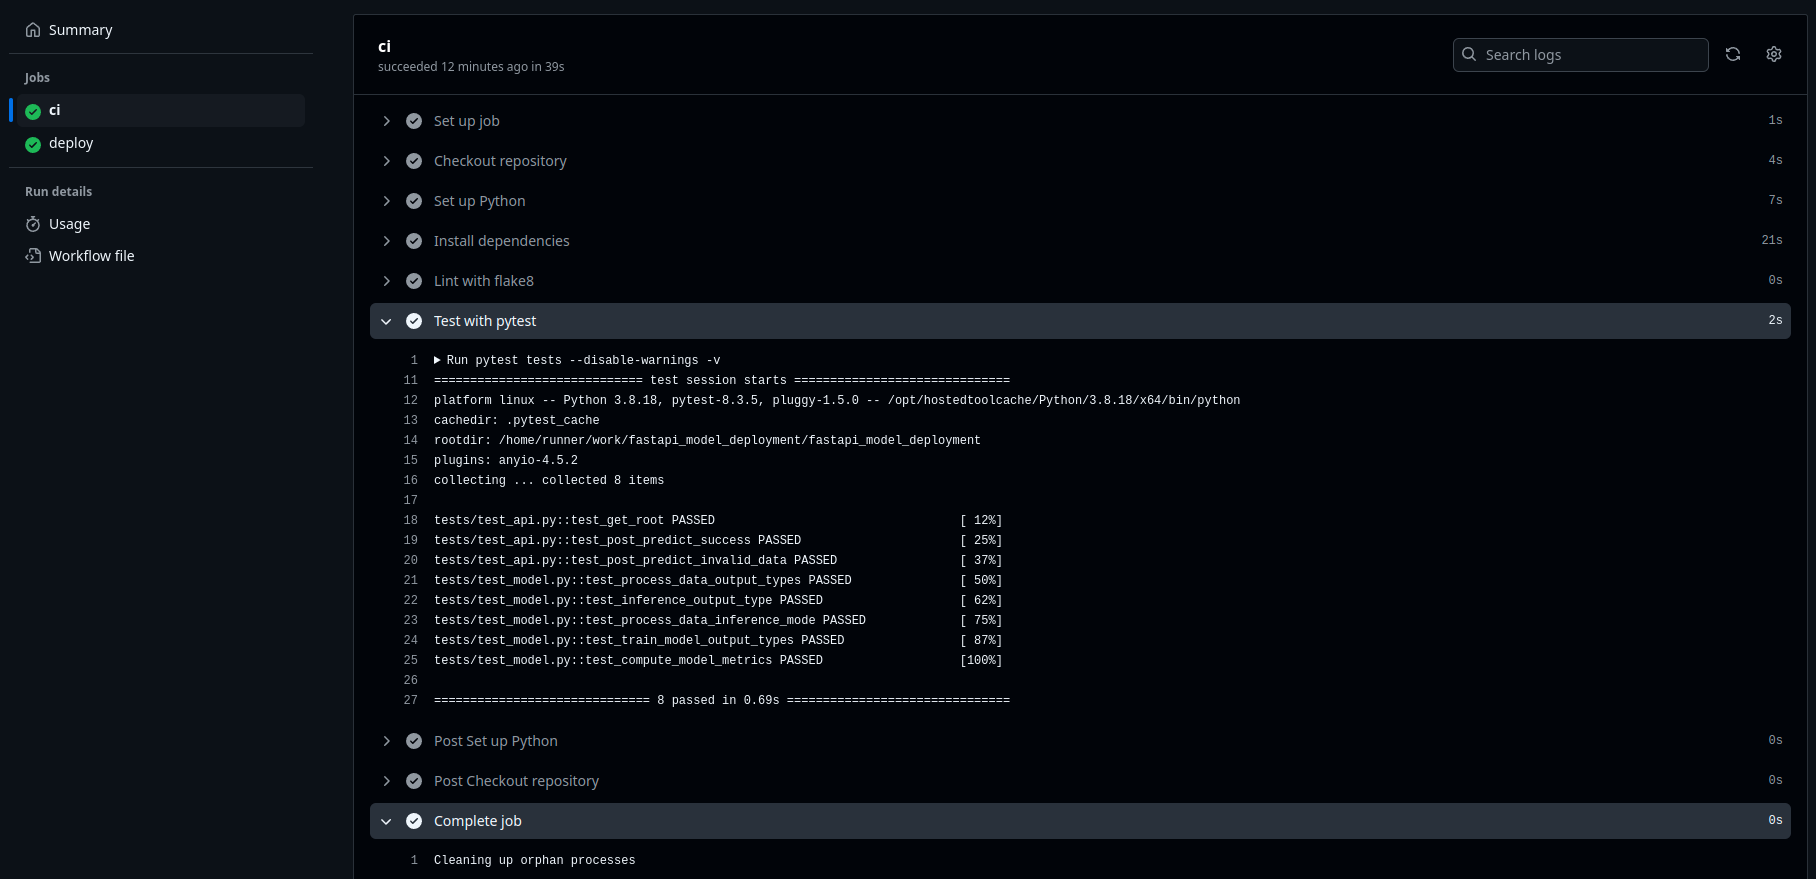 Summary
Jobs
ci
deploy
Run details
Usage
Workflow file
ci
succeeded 12 minutes ago in 39s
Search logs
Set up job 1s
Checkout repository 4s
Set up Python 7s
Install dependencies 21s
Lint with flake8 0s
Test with pytest 2s
1 Run pytest tests --disable-warnings -v
11 ============================= test session starts ==============================
12 platform linux -- Python 3.8.18, pytest-8.3.5, pluggy-1.5.0 -- /opt/hostedtoolcache/Python/3.8.18/x64/bin/python
13 cachedir: .pytest_cache
14 rootdir: /home/runner/work/fastapi_model_deployment/fastapi_model_deployment
15 plugins: anyio-4.5.2
16 collecting ... collected 8 items
17
18 tests/test_api.py::test_get_root PASSED [ 12%]
19 tests/test_api.py::test_post_predict_success PASSED [ 25%]
20 tests/test_api.py::test_post_predict_invalid_data PASSED [ 37%]
21 tests/test_model.py::test_process_data_output_types PASSED [ 50%]
22 tests/test_model.py::test_inference_output_type PASSED [ 62%]
23 tests/test_model.py::test_process_data_inference_mode PASSED [ 75%]
24 tests/test_model.py::test_train_model_output_types PASSED [ 87%]
25 tests/test_model.py::test_compute_model_metrics PASSED [100%]
26
27 ============================== 8 passed in 0.69s ===============================
Post Set up Python 0s
Post Checkout repository 0s
Complete job 0s
1 Cleaning up orphan processes